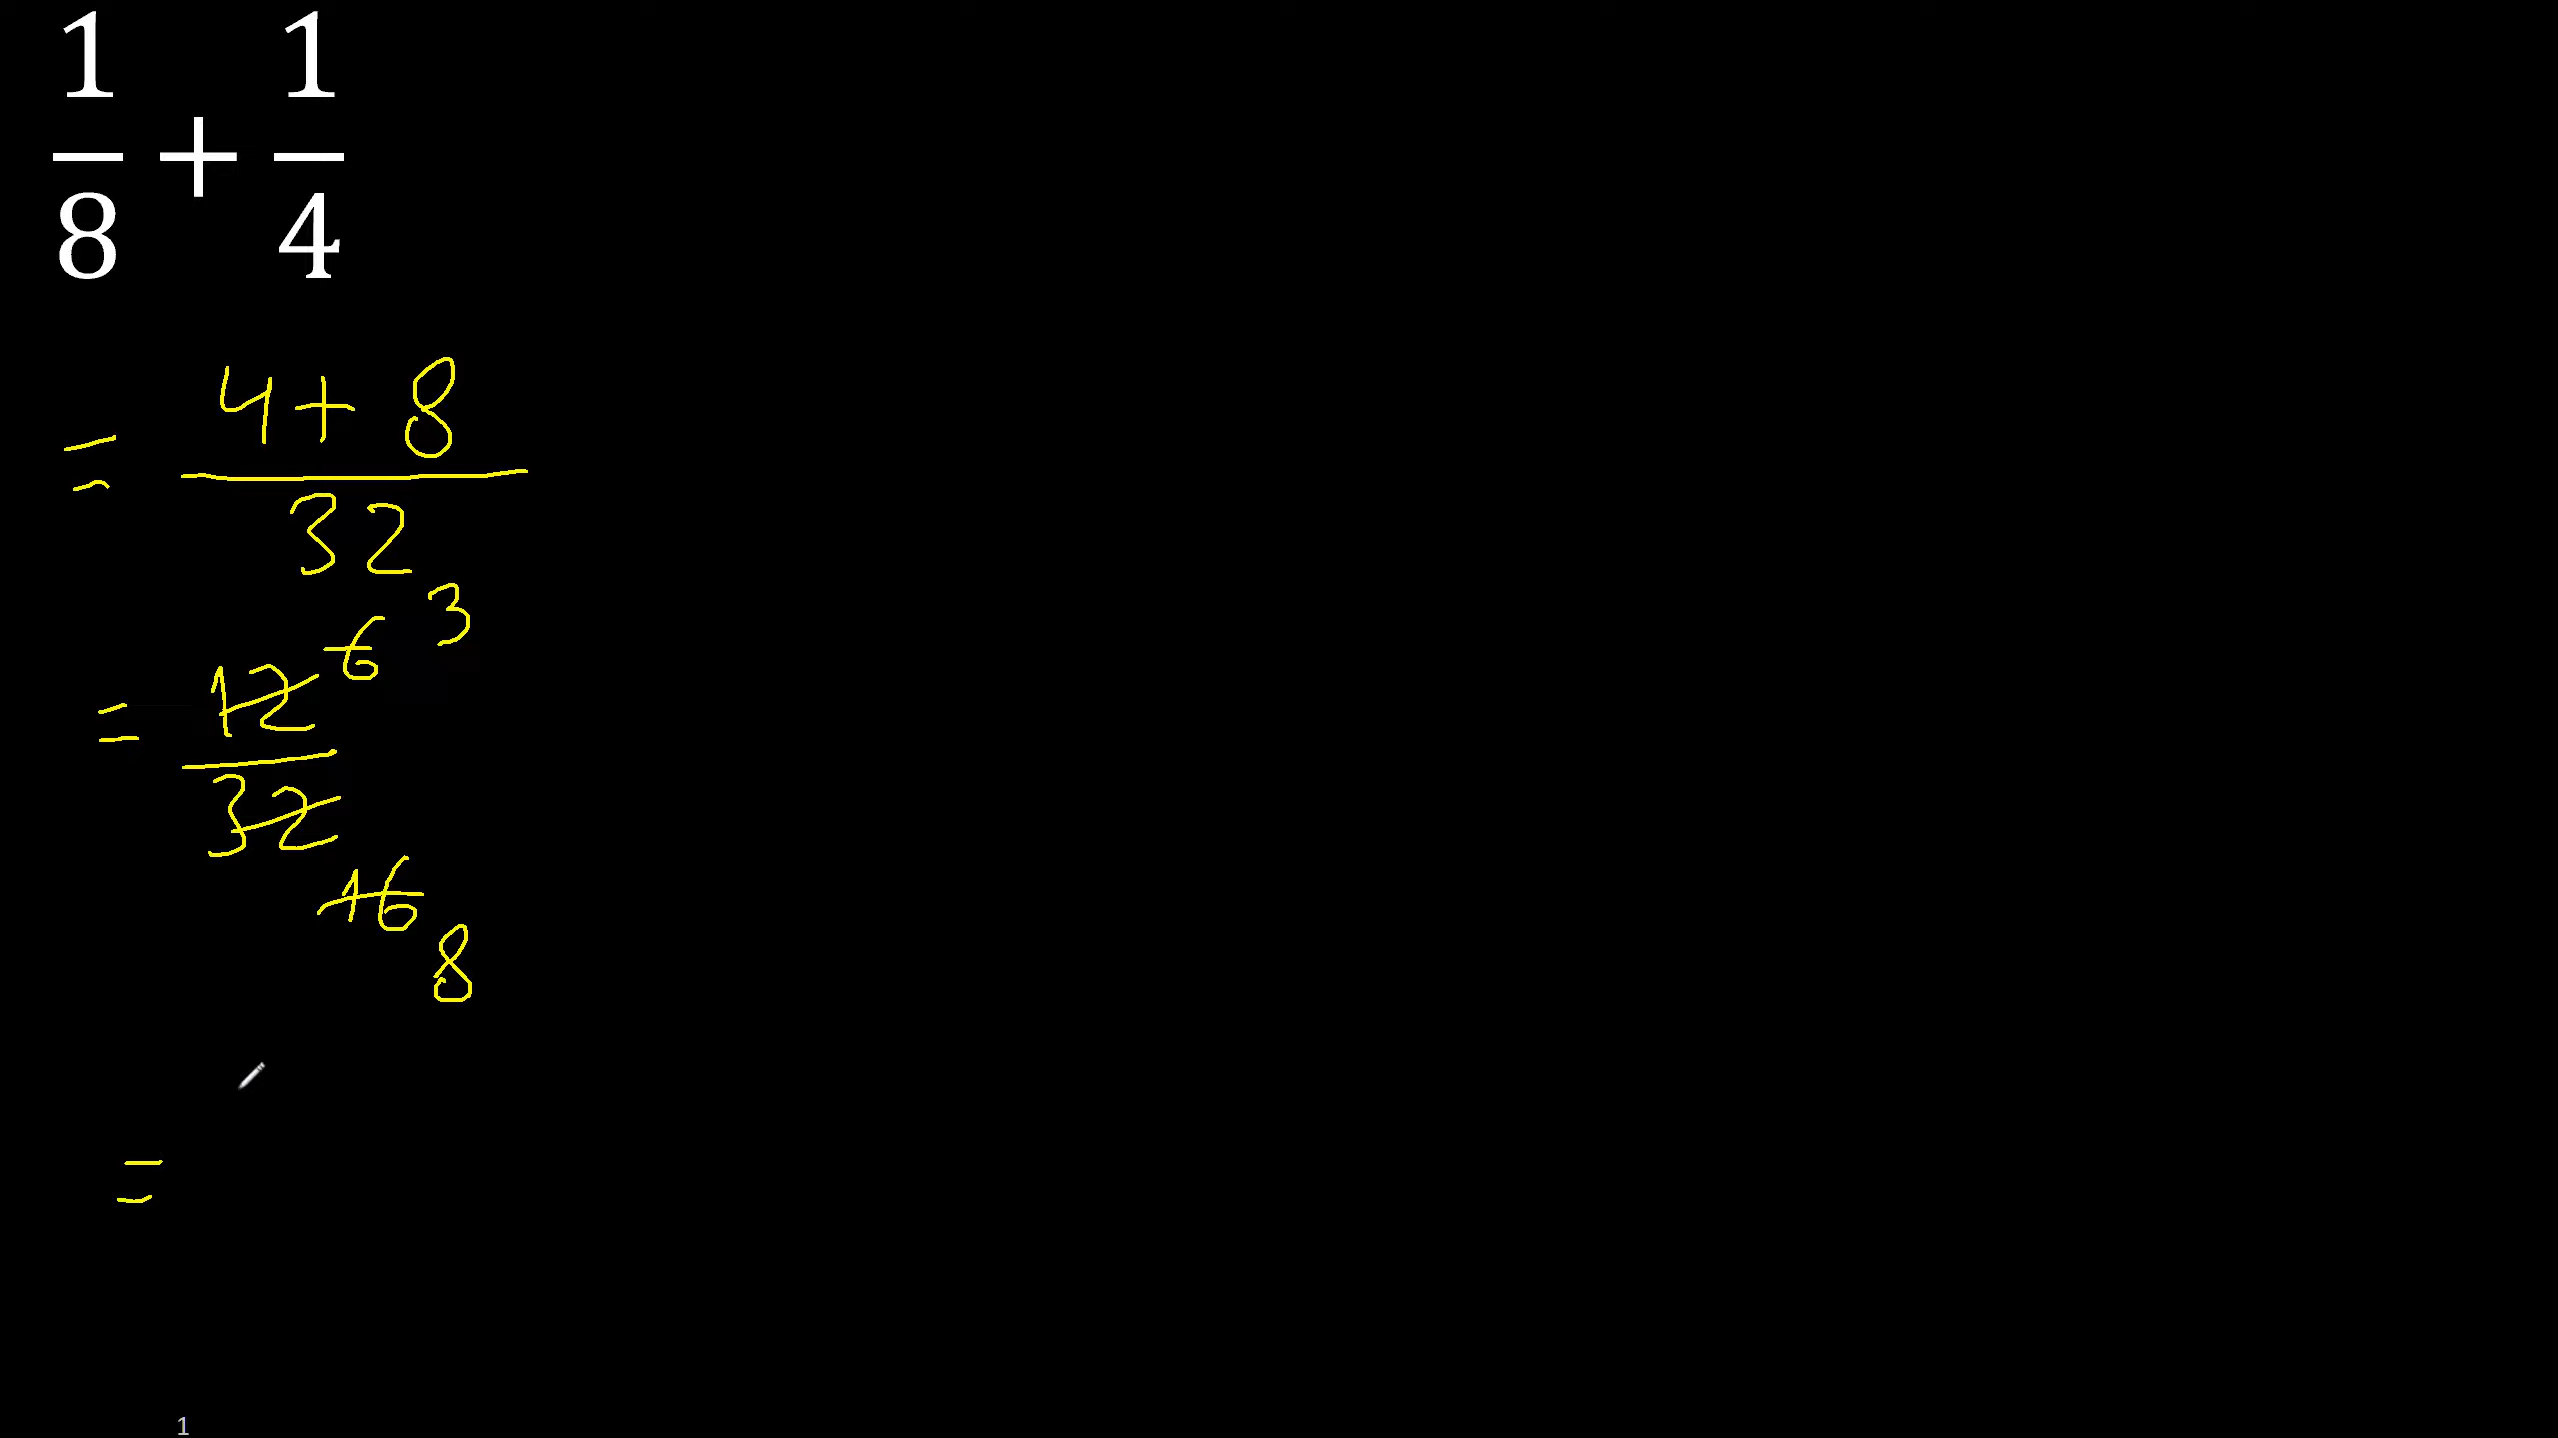 1/8 + 1/4
= (4 + 8)/32
= 12/32 6/16 3/8
=
1